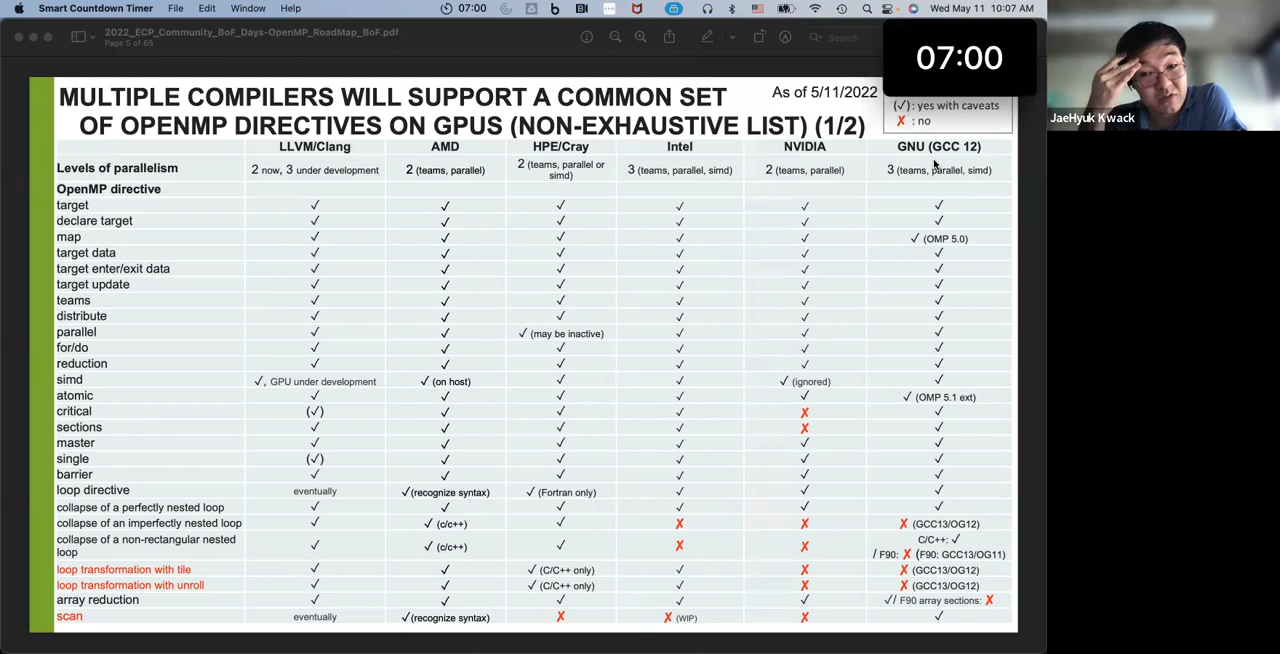 Smart Countdown Timer File Edit Window Help 07:00 Wed May 11 10:07 AM
2022_ECP_Community_BoF_Days-OpenMP_RoadMap_BoF.pdf
Page 5 of 65
Search
07:00
JaeHyuk Kwack
MULTIPLE COMPILERS WILL SUPPORT A COMMON SET
OF OPENMP DIRECTIVES ON GPUS (NON-EXHAUSTIVE LIST) (1/2)
As of 5/11/2022
(✓): yes with caveats
✗ : no
LLVM/Clang AMD HPE/Cray Intel NVIDIA GNU (GCC 12)
Levels of parallelism 2 now, 3 under development 2 (teams, parallel) 2 (teams, parallel or simd) 3 (teams, parallel, simd) 2 (teams, parallel) 3 (teams, parallel, simd)
OpenMP directive
target ✓ ✓ ✓ ✓ ✓ ✓
declare target ✓ ✓ ✓ ✓ ✓ ✓
map ✓ ✓ ✓ ✓ ✓ ✓ (OMP 5.0)
target data ✓ ✓ ✓ ✓ ✓ ✓
target enter/exit data ✓ ✓ ✓ ✓ ✓ ✓
target update ✓ ✓ ✓ ✓ ✓ ✓
teams ✓ ✓ ✓ ✓ ✓ ✓
distribute ✓ ✓ ✓ ✓ ✓ ✓
parallel ✓ ✓ ✓ (may be inactive) ✓ ✓ ✓
for/do ✓ ✓ ✓ ✓ ✓ ✓
reduction ✓ ✓ ✓ ✓ ✓ ✓
simd ✓, GPU under development ✓ (on host) ✓ ✓ ✓ (ignored) ✓
atomic ✓ ✓ ✓ ✓ ✓ ✓ (OMP 5.1 ext)
critical (✓) ✓ ✓ ✓ ✗ ✓
sections ✓ ✓ ✓ ✓ ✗ ✓
master ✓ ✓ ✓ ✓ ✓ ✓
single (✓) ✓ ✓ ✓ ✓ ✓
barrier ✓ ✓ ✓ ✓ ✓ ✓
loop directive eventually ✓(recognize syntax) ✓ (Fortran only) ✓ ✓ ✓
collapse of a perfectly nested loop ✓ ✓ ✓ ✓ ✓ ✓
collapse of an imperfectly nested loop ✓ ✓ (c/c++) ✓ ✗ ✗ ✗ (GCC13/OG12)
collapse of a non-rectangular nested loop ✓ ✓ (c/c++) ✓ ✗ ✗ C/C++: ✓
/ F90: ✗ (F90: GCC13/OG11)
loop transformation with tile ✓ ✓ ✓ (C/C++ only) ✓ ✗ ✗ (GCC13/OG12)
loop transformation with unroll ✓ ✓ ✓ (C/C++ only) ✓ ✗ ✗ (GCC13/OG12)
array reduction ✓ ✓ ✓ ✓ ✓ ✓/ F90 array sections: ✗
scan eventually ✓(recognize syntax) ✗ ✗ (WIP) ✗ ✓